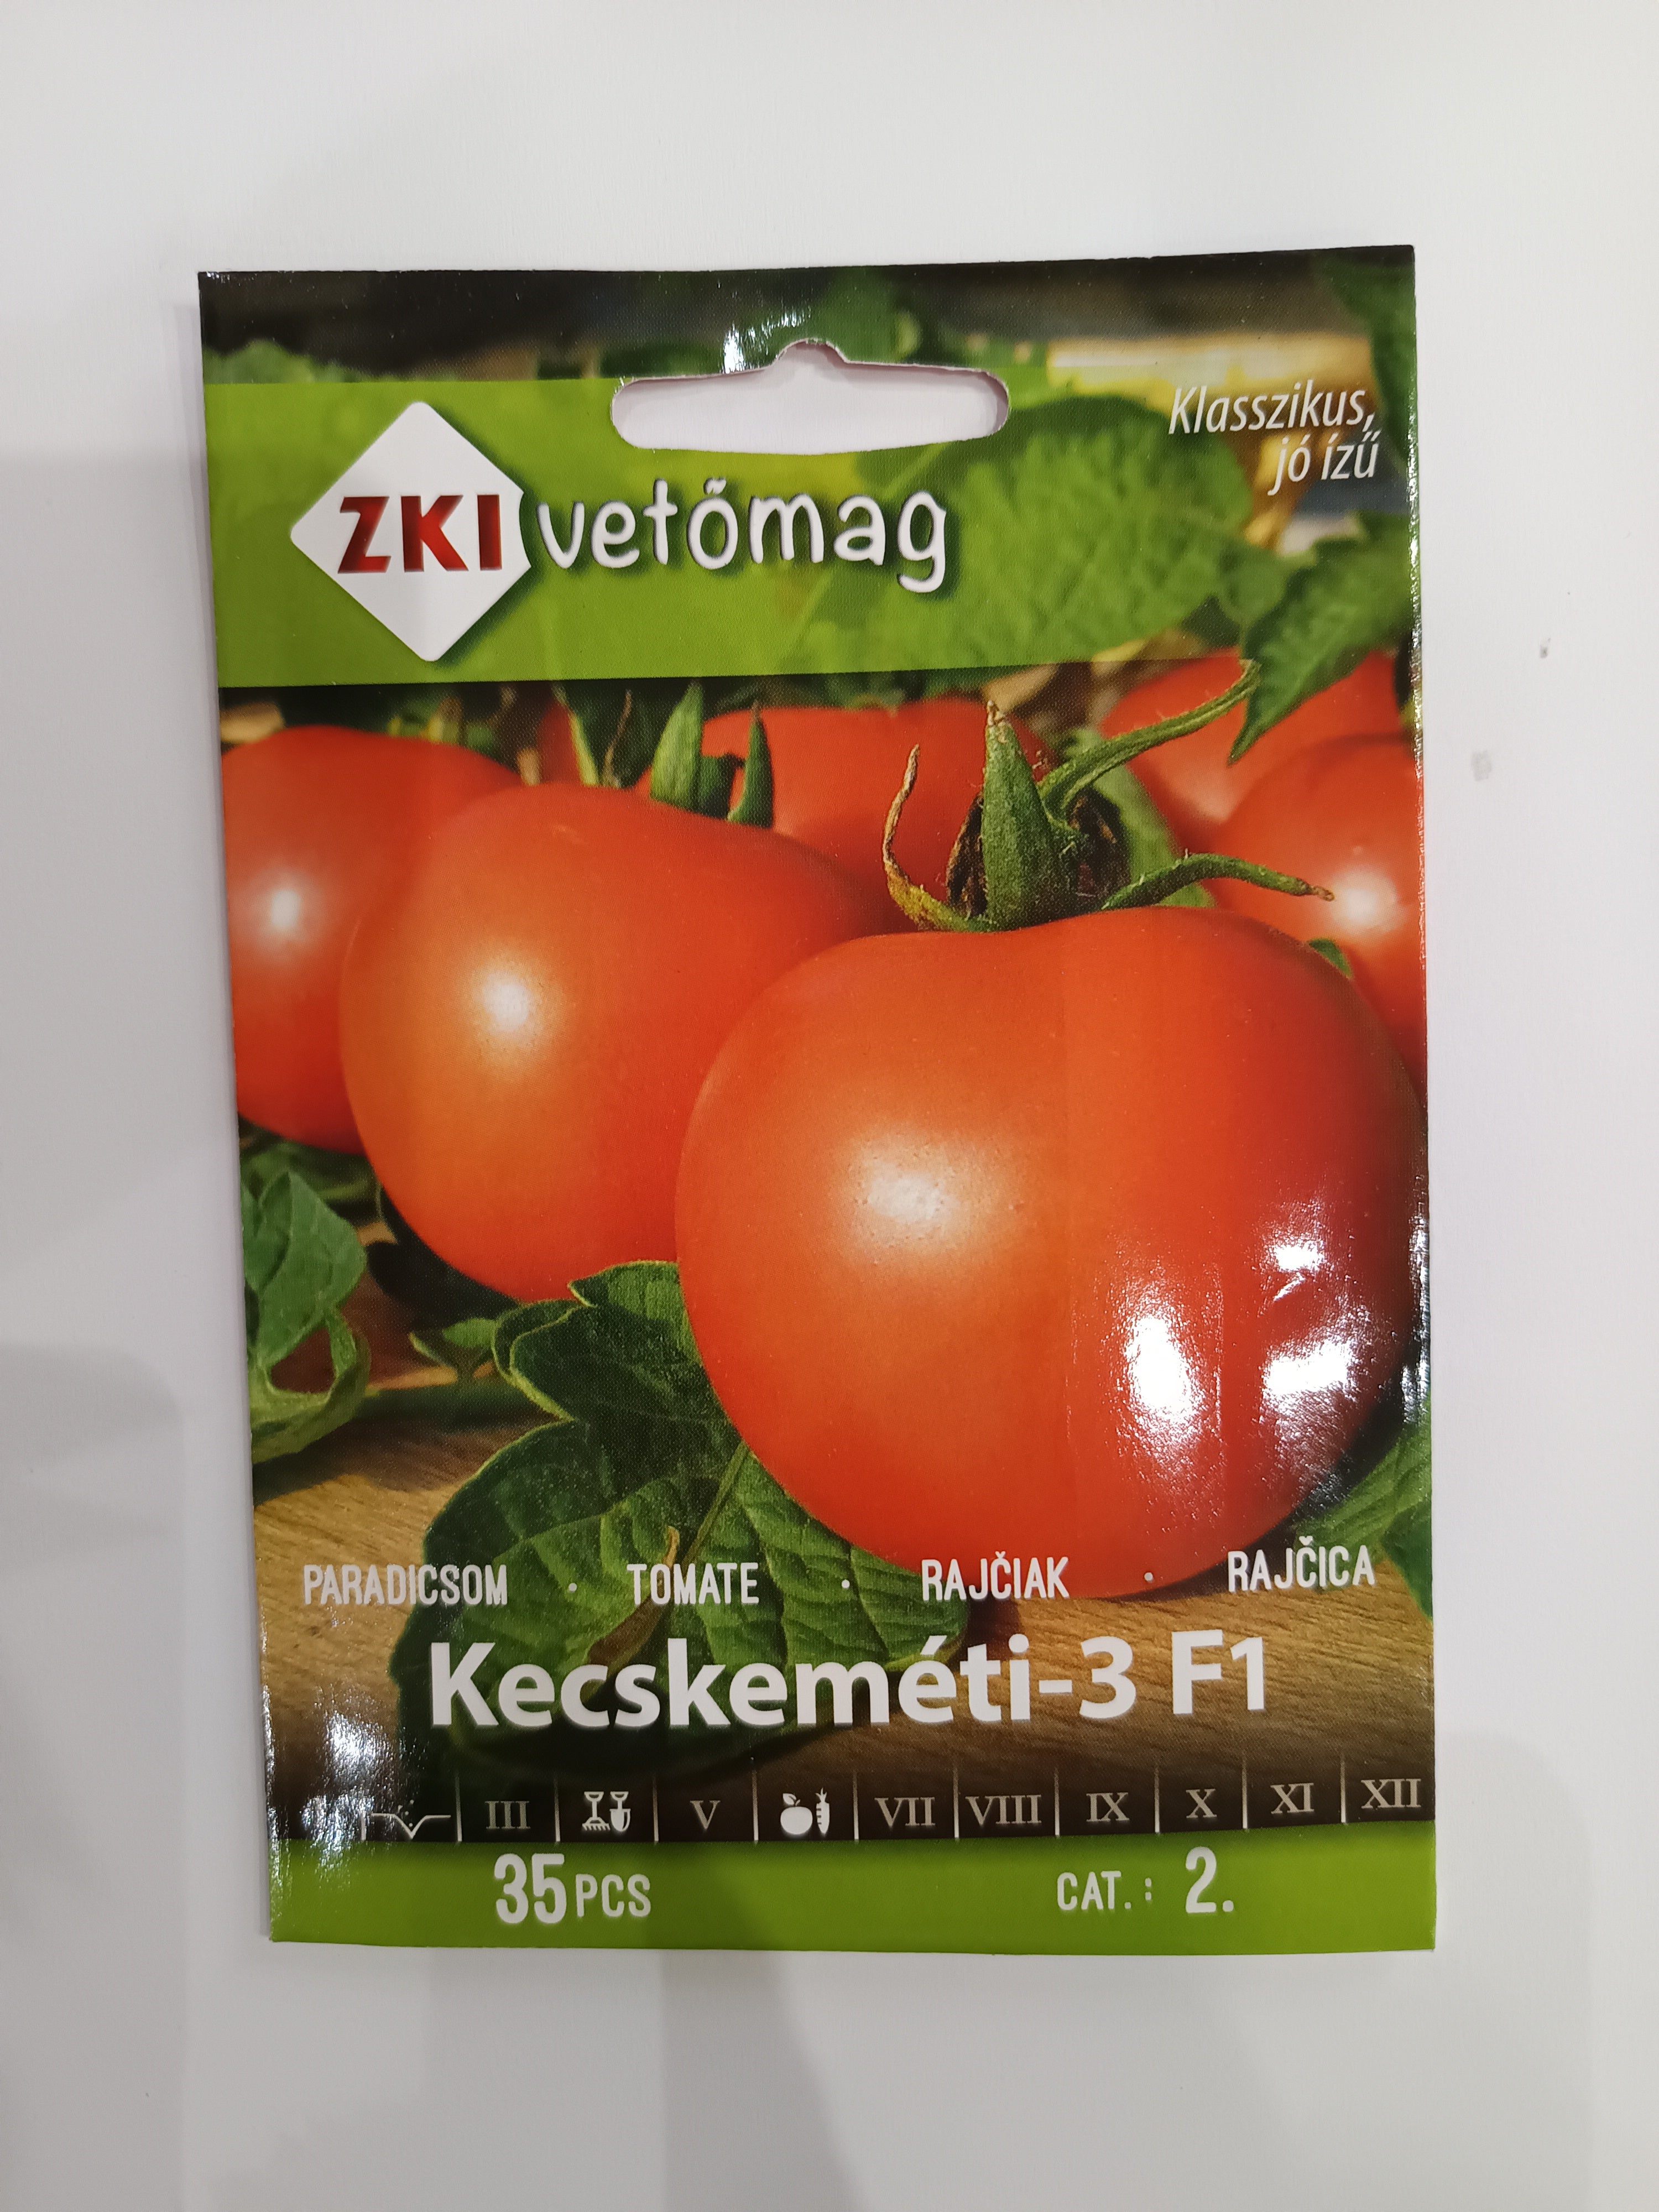 Klasszikus,
jó ízű
ZKI vetőmag
PARADICSOM · TOMATE · RAJČIAK · RAJČICA
Kecskeméti-3 F1
III V VII VIII IX X XI XII
35 PCS CAT.: 2.